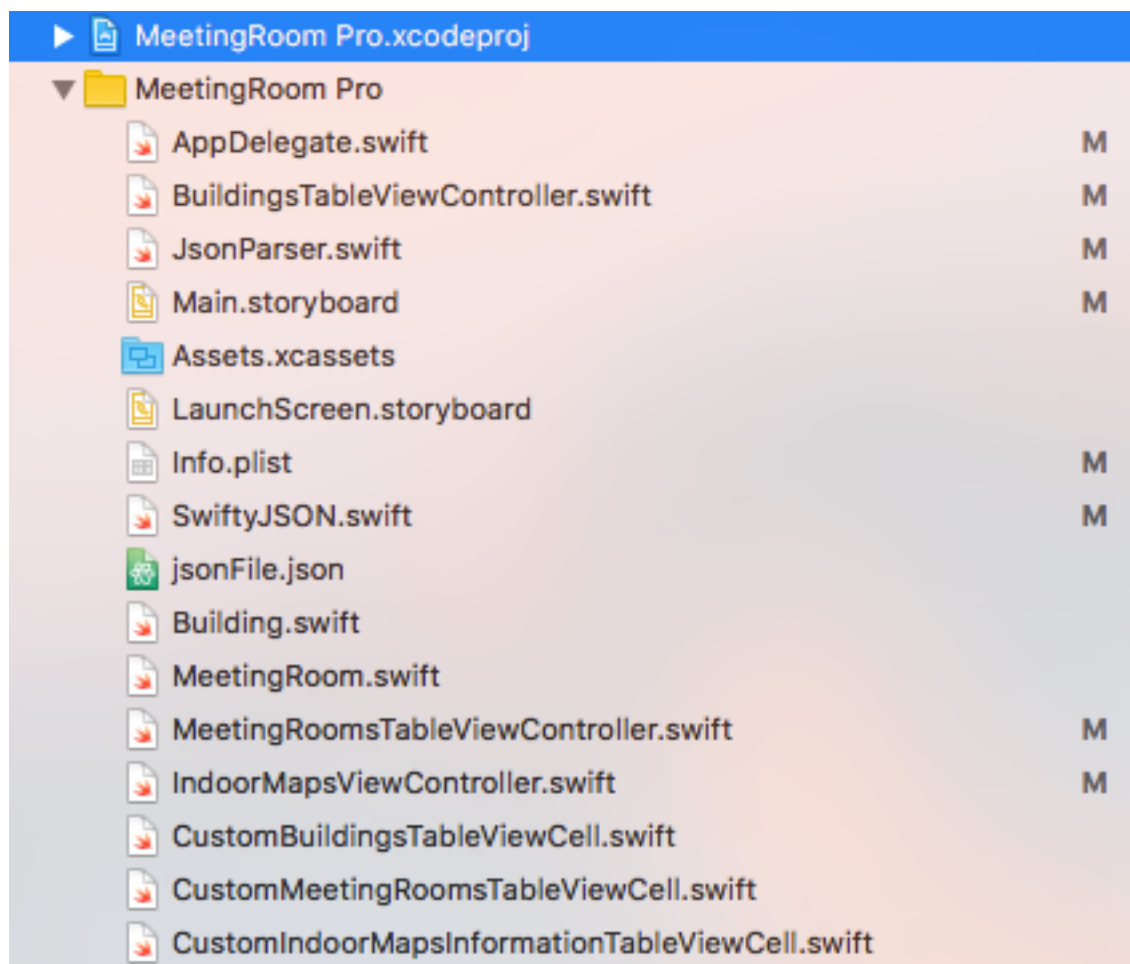 MeetingRoom Pro.xcodeproj
MeetingRoom Pro
AppDelegate.swift M
BuildingsTableViewController.swift M
JsonParser.swift M
Main.storyboard M
Assets.xcassets
LaunchScreen.storyboard
Info.plist M
SwiftyJSON.swift M
jsonFile.json
Building.swift
MeetingRoom.swift
MeetingRoomsTableViewController.swift M
IndoorMapsViewController.swift M
CustomBuildingsTableViewCell.swift
CustomMeetingRoomsTableViewCell.swift
CustomIndoorMapsInformationTableViewCell.swift